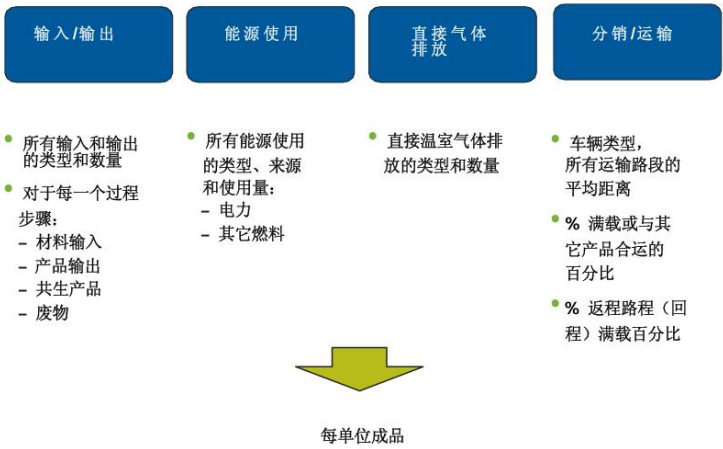 输入/输出
能源使用
直接气体
排放
分销/运输
• 所有输入和输出
的类型和数量
• 对于每一个过程
步骤：
– 材料输入
– 产品输出
– 共生产品
– 废物
• 所有能源使用
的类型、来源
和使用量：
– 电力
– 其它燃料
• 直接温室气体排
放的类型和数量
• 车辆类型，
所有运输路段的
平均距离
• % 满载或与其
它产品合运的
百分比
• % 返程路程（回
程）满载百分比
每单位成品